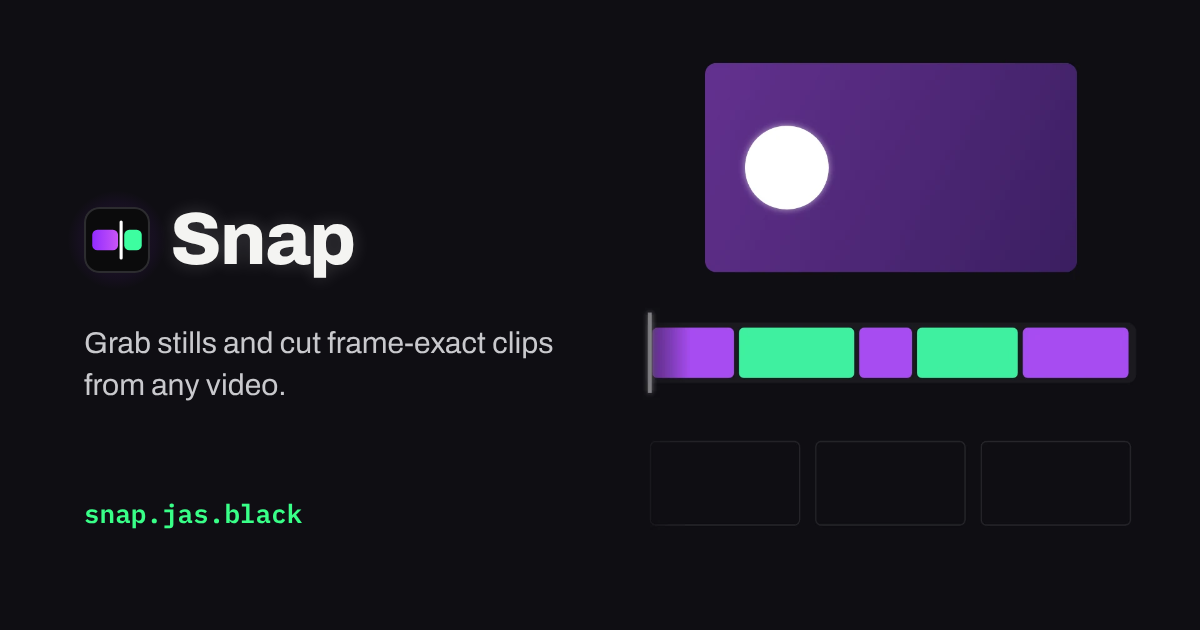 Snap
Grab stills and cut frame-exact clips
from any video.
snap.jas.black